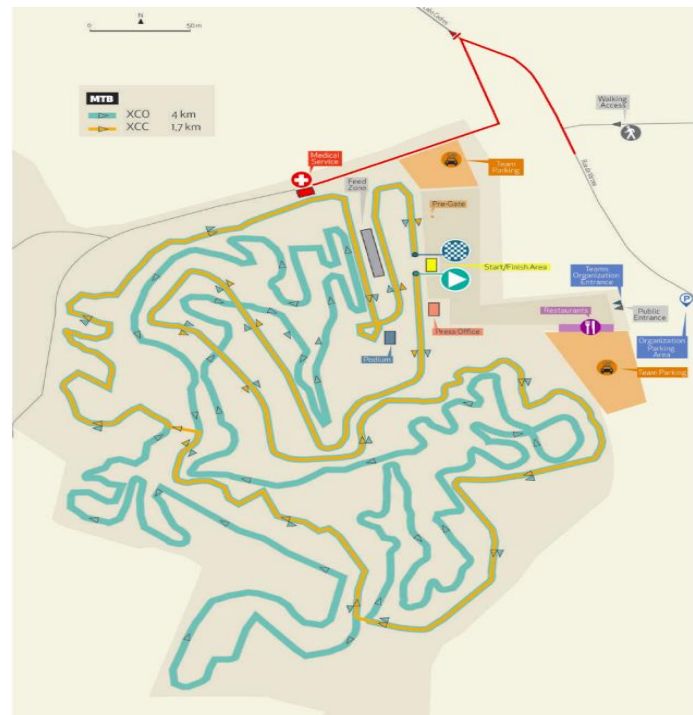 N
0
50 m
MTB
XCO 4 km
XCC 1,7 km
Walking
Access
Medical
Service
Feed
Zone
Team
Parking
Pre-Gate
Start/Finish Area
Teams
Organization
Entrance
P
Public
Entrance
Restaurants
Press Office
Podium
Organization
Parking
Area
Team Parking